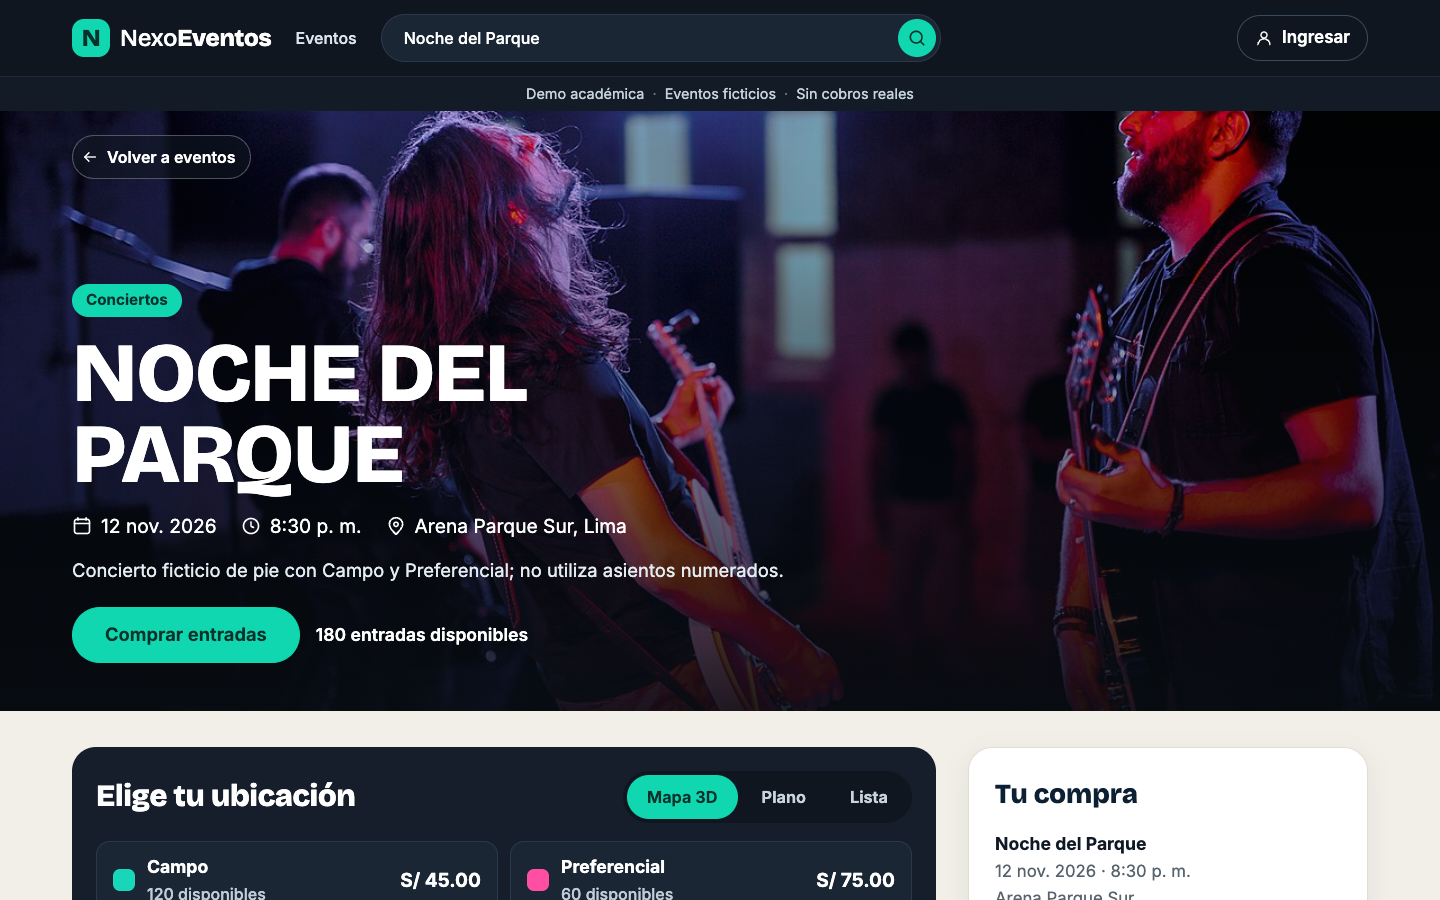 N NexoEventos
Eventos
Noche del Parque
Ingresar
Demo académica · Eventos ficticios · Sin cobros reales
Volver a eventos
Conciertos
NOCHE DEL
PARQUE
12 nov. 2026
8:30 p. m.
Arena Parque Sur, Lima
Concierto ficticio de pie con Campo y Preferencial; no utiliza asientos numerados.
Comprar entradas
180 entradas disponibles
Elige tu ubicación
Mapa 3D
Plano
Lista
Campo
120 disponibles
S/ 45.00
Preferencial
60 disponibles
S/ 75.00
Tu compra
Noche del Parque
12 nov. 2026 · 8:30 p. m.
Arena Parque Sur